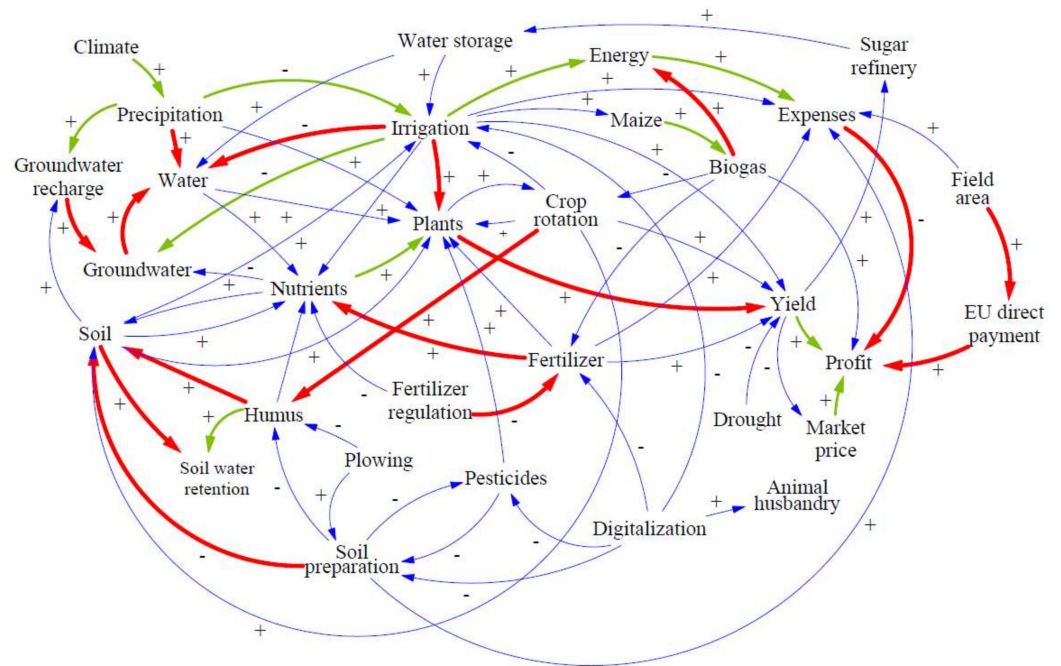 Climate
Water storage
Energy
Sugar
refinery
Precipitation
Irrigation
Maize
Expenses
Groundwater
recharge
Water
Biogas
Plants
Crop
rotation
Field
area
Groundwater
Nutrients
Yield
EU direct
payment
Soil
Fertilizer
Profit
Humus
Fertilizer
regulation
Drought
Market
price
Soil water
retention
Plowing
Pesticides
Animal
husbandry
Digitalization
Soil
preparation